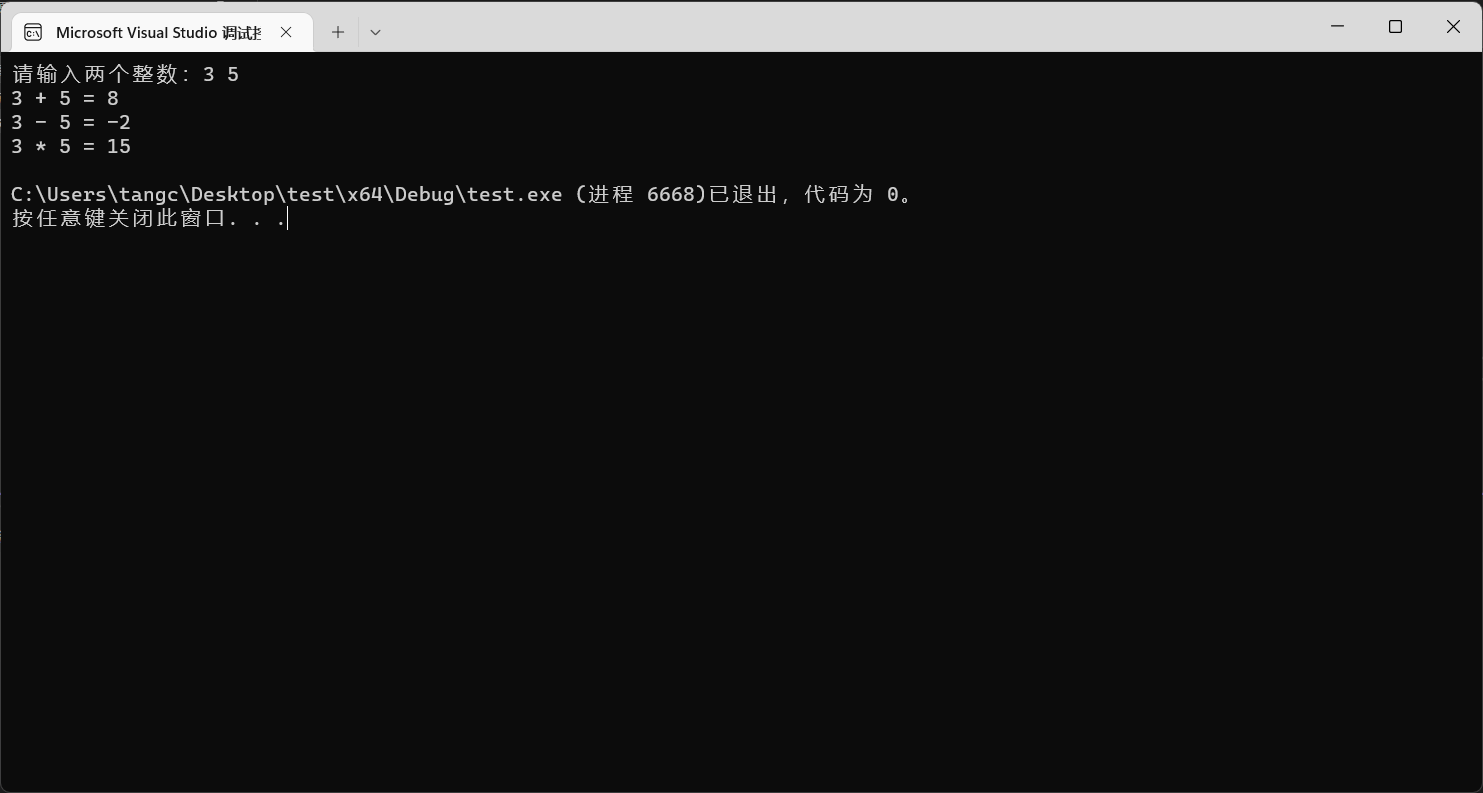 Microsoft Visual Studio 调试
请输入两个整数: 3 5
3 + 5 = 8
3 - 5 = -2
3 * 5 = 15
C:\Users\tangc\Desktop\test\x64\Debug\test.exe (进程 6668)已退出，代码为 0。
按任意键关闭此窗口. . .